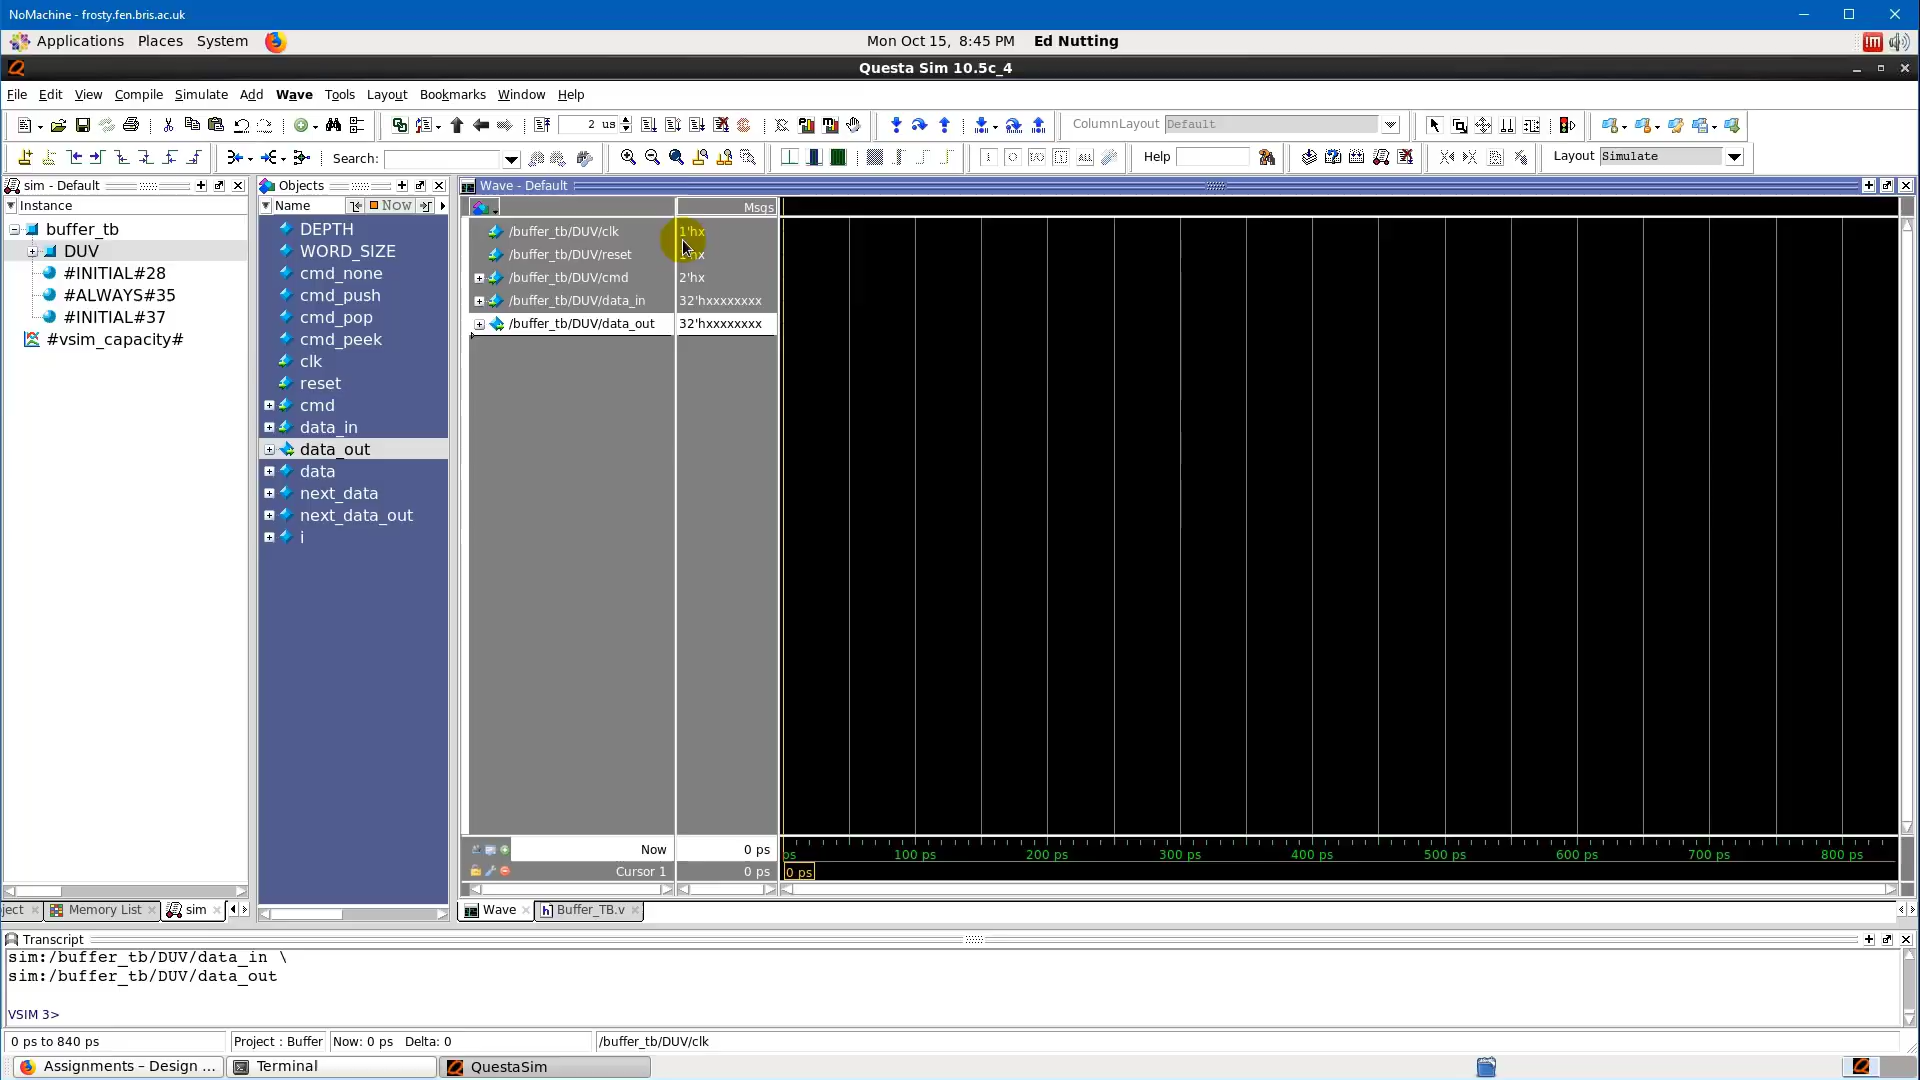 NoMachine - frosty.fen.bris.ac.uk
Applications Places System Mon Oct 15, 8:45 PM Ed Nutting
Questa Sim 10.5c_4
File Edit View Compile Simulate Add Wave Tools Layout Bookmarks Window Help
2 us ColumnLayout Default
Search: Help Layout Simulate
sim - Default
Instance
buffer_tb
DUV
#INITIAL#28
#ALWAYS#35
#INITIAL#37
#vsim_capacity#
Objects
Name Now
DEPTH
WORD_SIZE
cmd_none
cmd_push
cmd_pop
cmd_peek
clk
reset
cmd
data_in
data_out
data
next_data
next_data_out
i
Wave - Default
Msgs
/buffer_tb/DUV/clk 1'hx
/buffer_tb/DUV/reset
/buffer_tb/DUV/cmd 2'hx
/buffer_tb/DUV/data_in 32'hxxxxxxxx
/buffer_tb/DUV/data_out 32'hxxxxxxxx
Now 0 ps
ps 100 ps 200 ps 300 ps 400 ps 500 ps 600 ps 700 ps 800 ps
Cursor 1 0 ps 0 ps
ject Memory List sim
Wave Buffer_TB.v
Transcript
sim:/buffer_tb/DUV/data_in \
sim:/buffer_tb/DUV/data_out
VSIM 3>
0 ps to 840 ps Project : Buffer Now: 0 ps Delta: 0 /buffer_tb/DUV/clk
Assignments – Design ... Terminal QuestaSim